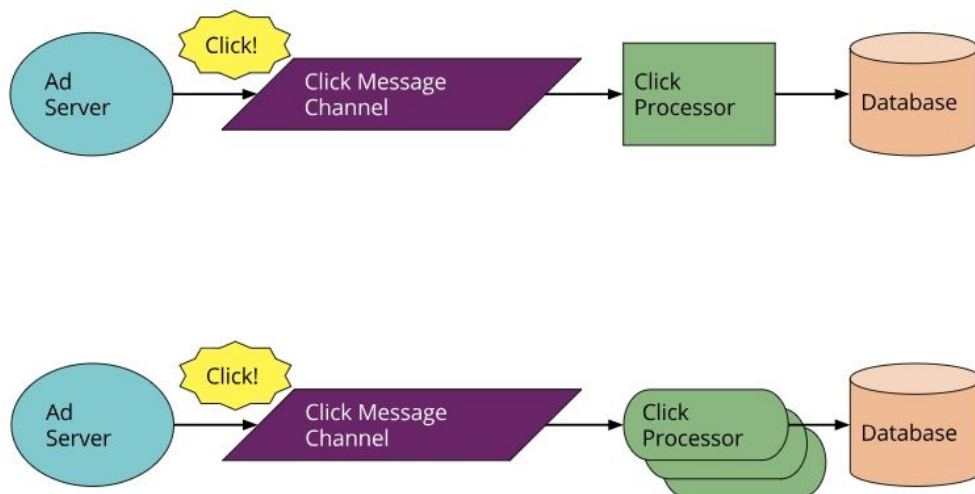 Click!
Ad
Server
Click Message
Channel
Click
Processor
Database
Click!
Ad
Server
Click Message
Channel
Click
Processor
Database